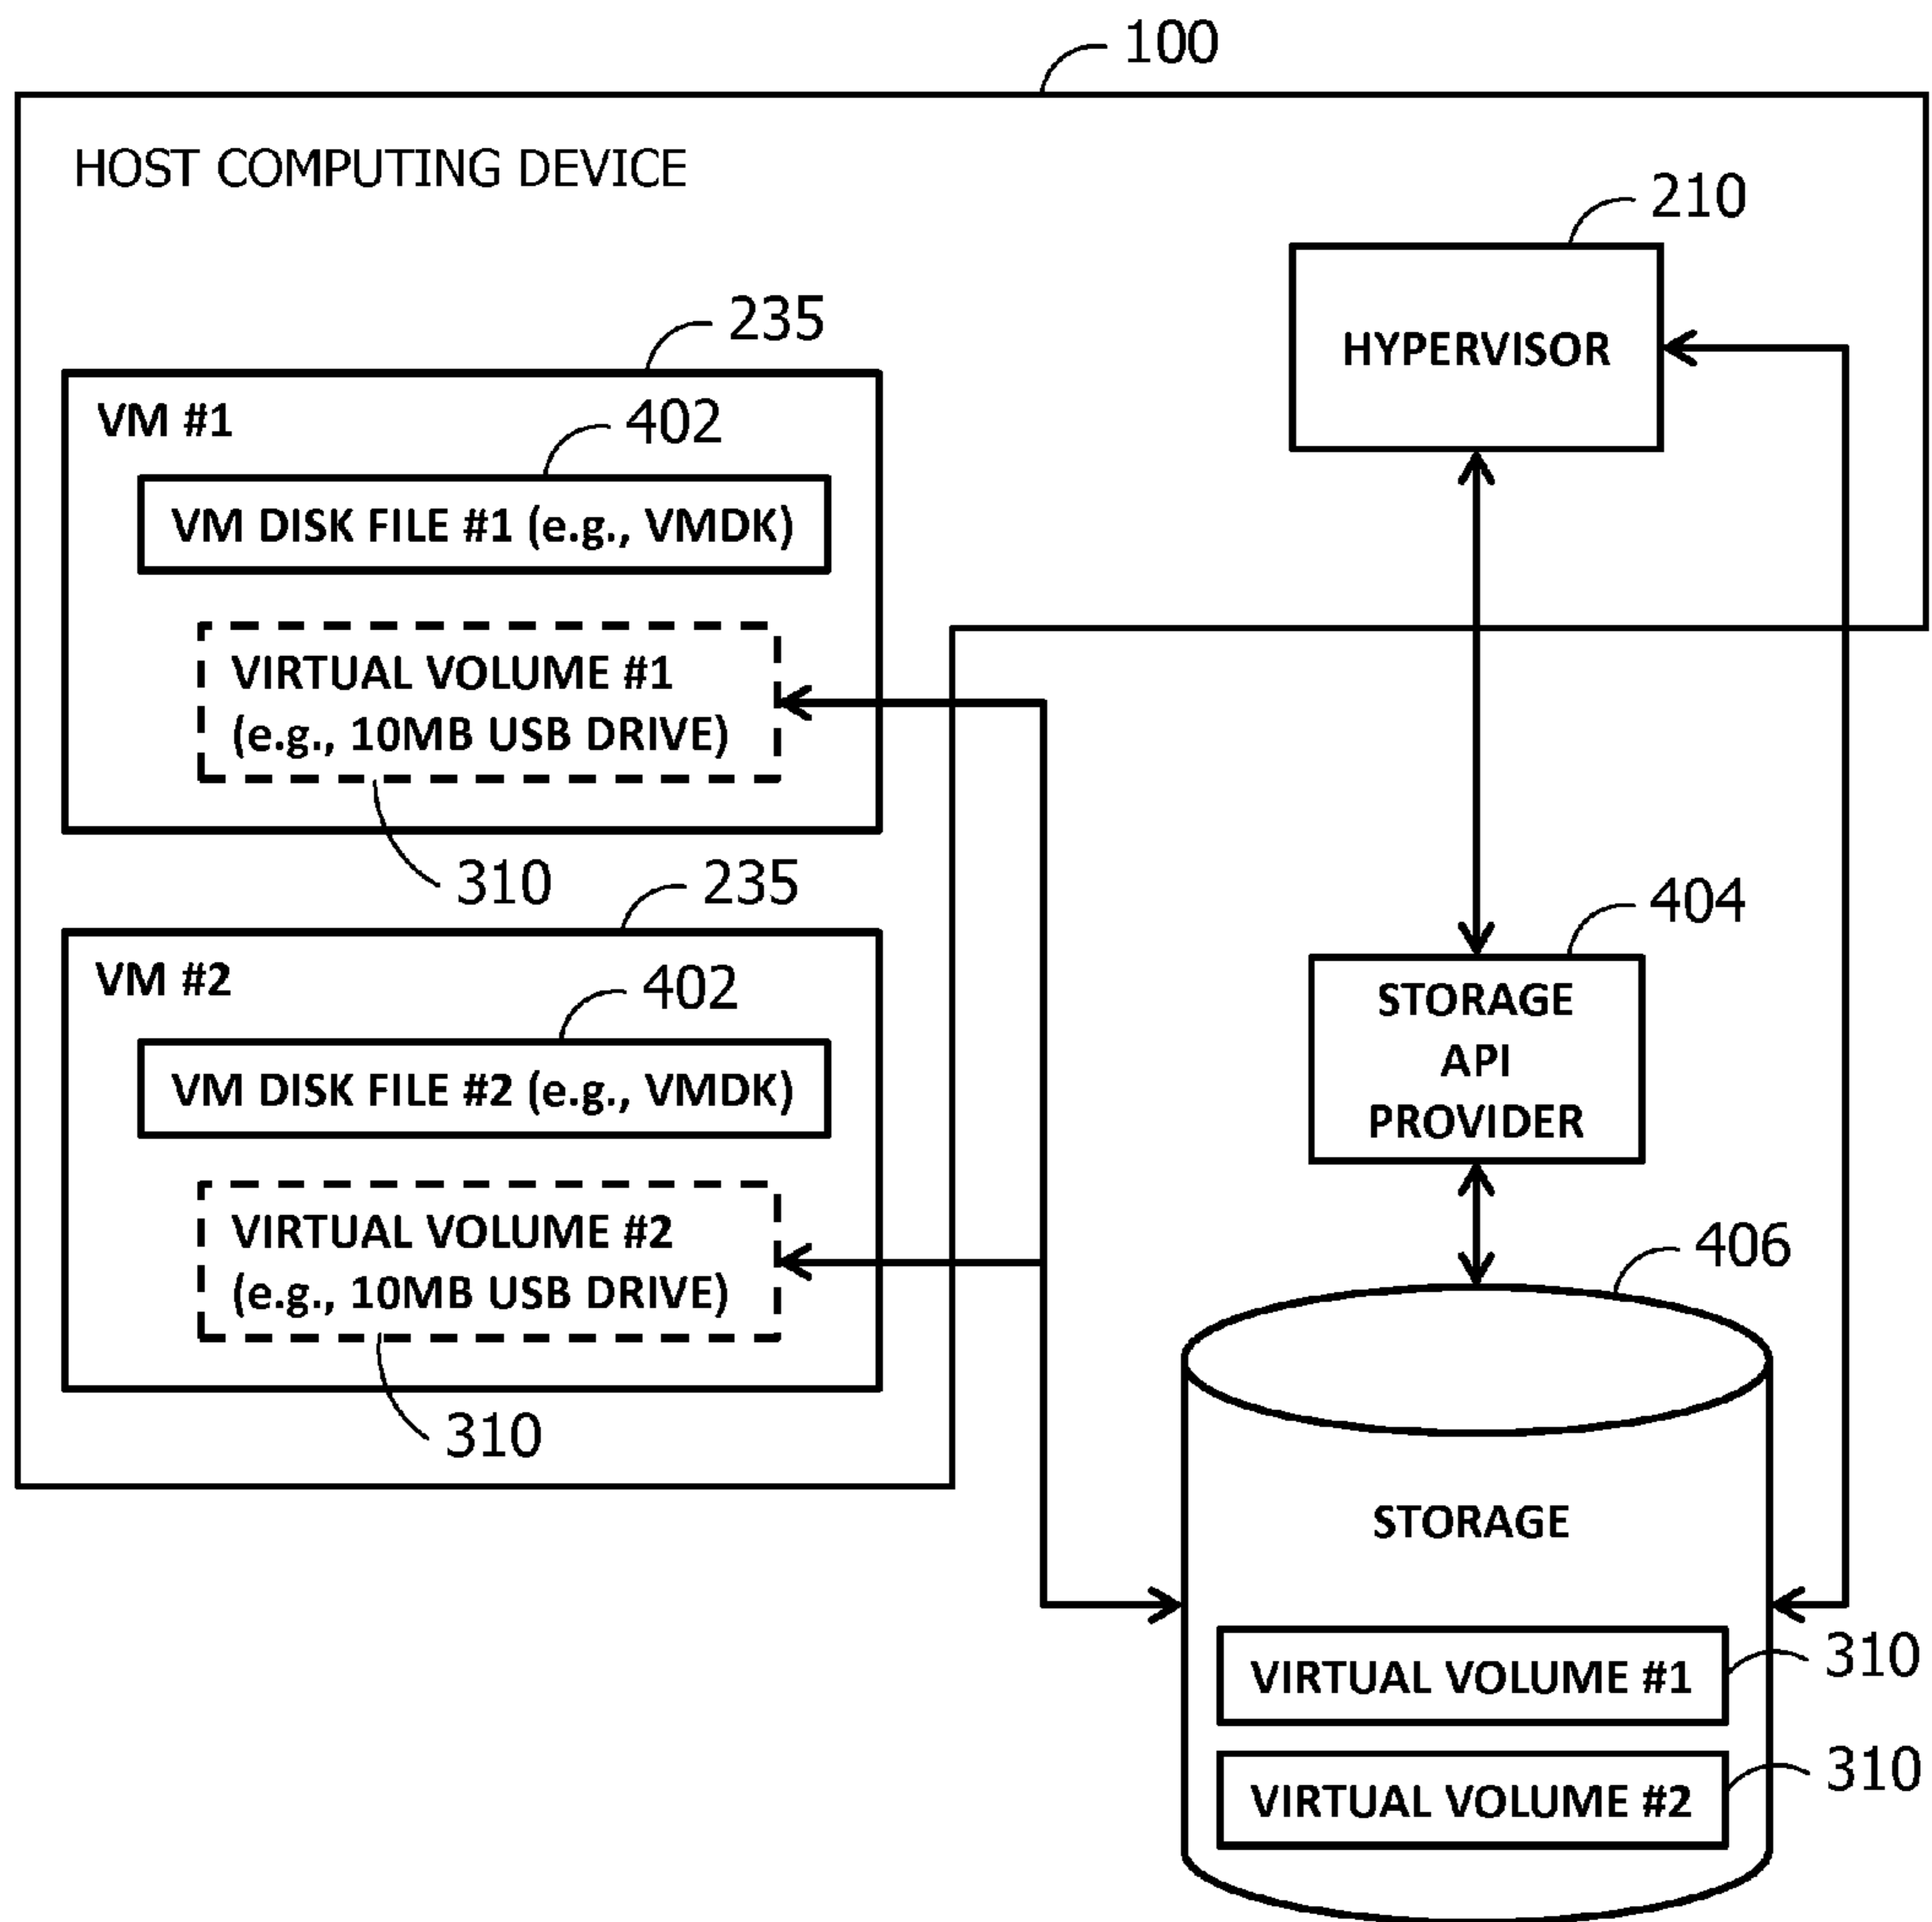 100
HOST COMPUTING DEVICE
210
HYPERVISOR
235
VM #1
402
VM DISK FILE #1 (e.g., VMDK)
VIRTUAL VOLUME #1
(e.g., 10MB USB DRIVE)
310
235
VM #2
402
VM DISK FILE #2 (e.g., VMDK)
VIRTUAL VOLUME #2
(e.g., 10MB USB DRIVE)
310
404
STORAGE
API
PROVIDER
406
STORAGE
VIRTUAL VOLUME #1
310
VIRTUAL VOLUME #2
310